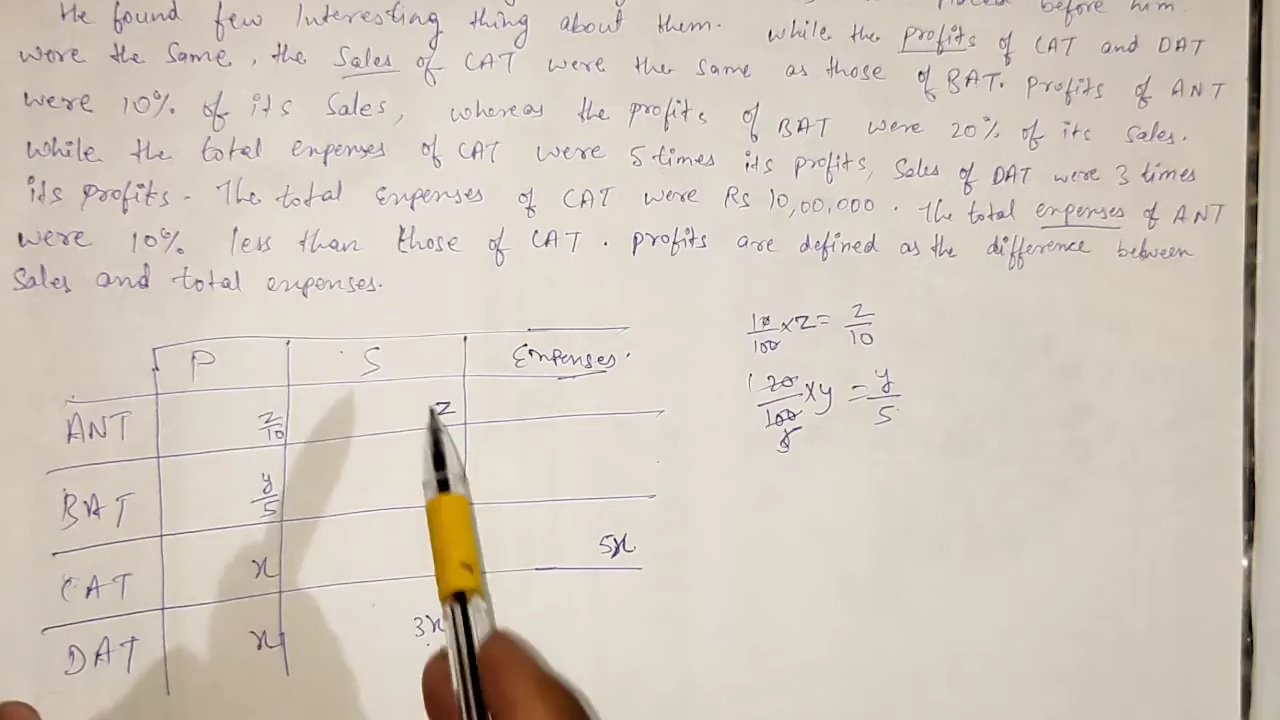 He found few Interesting thing about them. while the profits of CAT and DAT
before him
were the same, the Sales of CAT were the same as those of BAT. profits of ANT
were 10% of its sales, whereas the profits of BAT were 20% of its sales.
while the total expenses of CAT were 5 times its profits, Sales of DAT were 3 times
its profits. The total expenses of CAT were Rs 10,00,000. The total expenses of ANT
were 10% less than those of CAT. profits are defined as the difference between
Sales and total expenses.
P S Expenses.
ANT z/10 z
BAT y/5
CAT x 5x
DAT x 3x
10/100 × z = z/10
1 20/100 × y = y/5
5